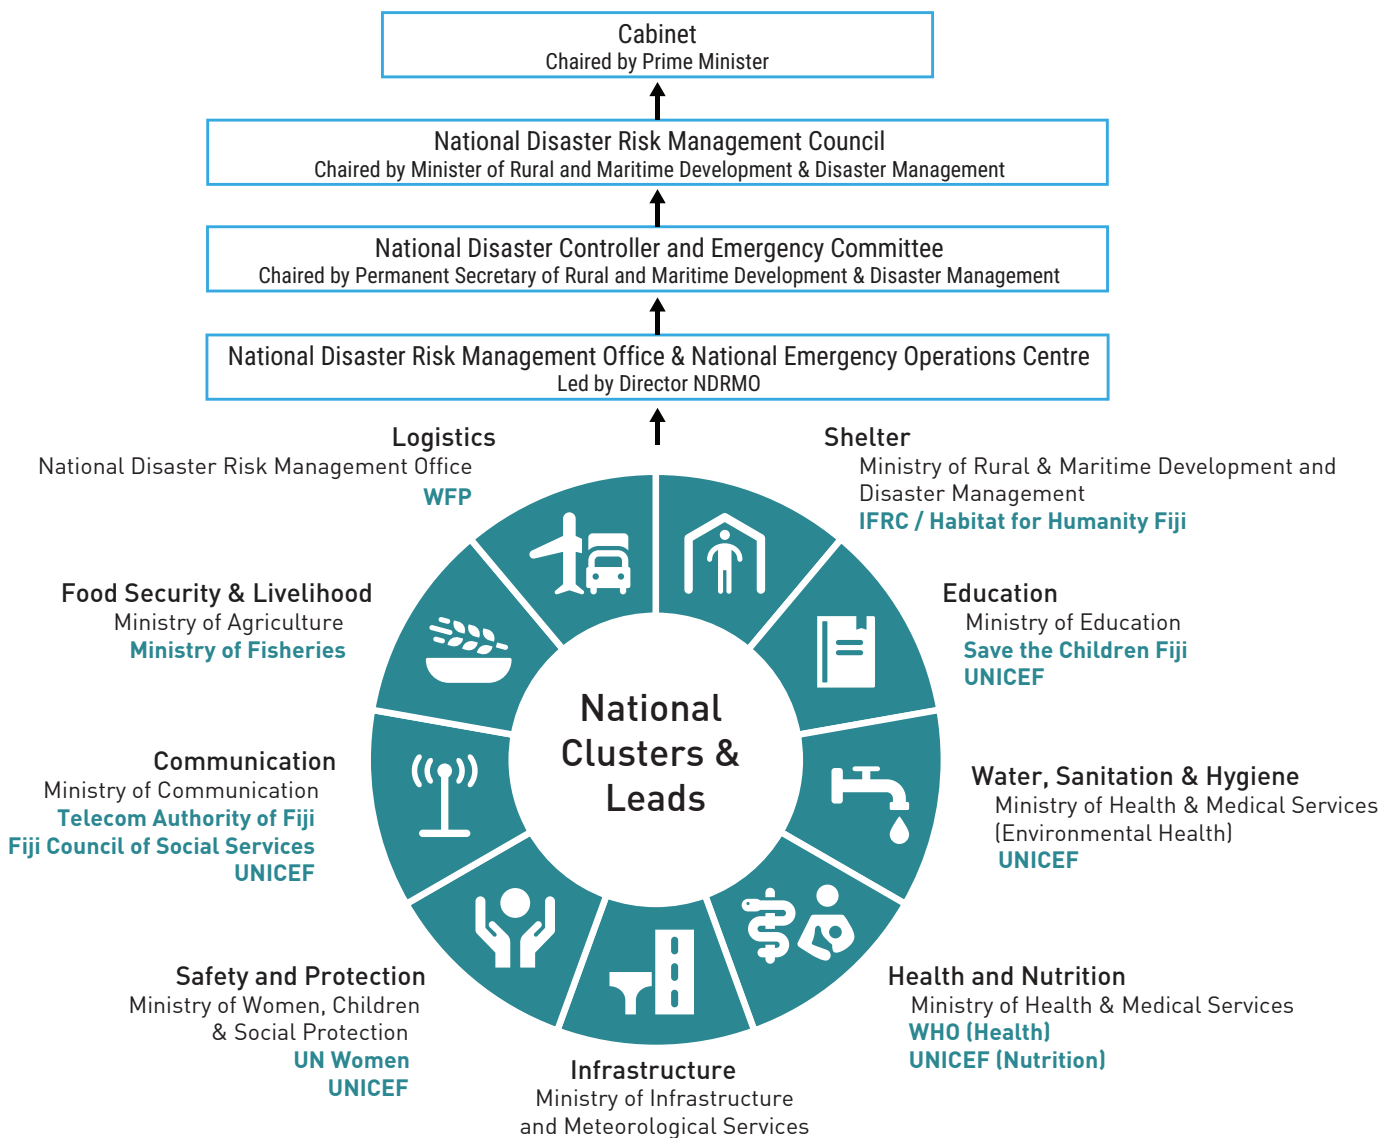 Cabinet
Chaired by Prime Minister
National Disaster Risk Management Council
Chaired by Minister of Rural and Maritime Development & Disaster Management
National Disaster Controller and Emergency Committee
Chaired by Permanent Secretary of Rural and Maritime Development & Disaster Management
National Disaster Risk Management Office & National Emergency Operations Centre
Led by Director NDRMO
Logistics
National Disaster Risk Management Office
WFP
Shelter
Ministry of Rural & Maritime Development and
Disaster Management
IFRC / Habitat for Humanity Fiji
Food Security & Livelihood
Ministry of Agriculture
Ministry of Fisheries
Education
Ministry of Education
Save the Children Fiji
UNICEF
National
Clusters &
Leads
Communication
Ministry of Communication
Telecom Authority of Fiji
Fiji Council of Social Services
UNICEF
Water, Sanitation & Hygiene
Ministry of Health & Medical Services
(Environmental Health)
UNICEF
Safety and Protection
Ministry of Women, Children
& Social Protection
UN Women
UNICEF
Health and Nutrition
Ministry of Health & Medical Services
WHO (Health)
UNICEF (Nutrition)
Infrastructure
Ministry of Infrastructure
and Meteorological Services